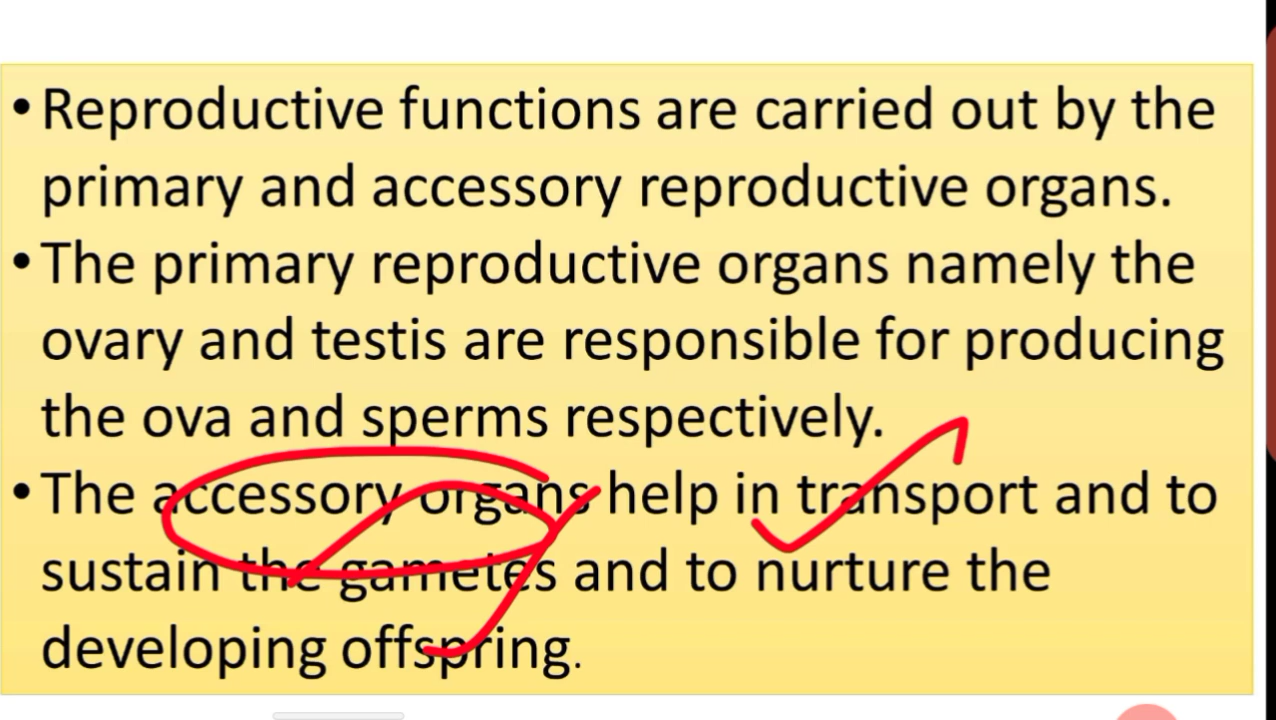 • Reproductive functions are carried out by the
primary and accessory reproductive organs.
• The primary reproductive organs namely the
ovary and testis are responsible for producing
the ova and sperms respectively.
• The accessory organs help in transport and to
sustain the gametes and to nurture the
developing offspring.